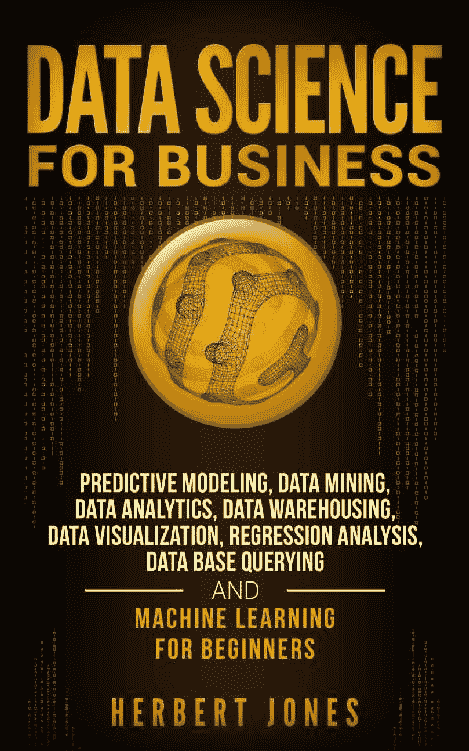 DATA SCIENCE
FOR BUSINESS
PREDICTIVE MODELING, DATA MINING,
DATA ANALYTICS, DATA WAREHOUSING,
DATA VISUALIZATION, REGRESSION ANALYSIS,
DATA BASE QUERYING
AND
MACHINE LEARNING
FOR BEGINNERS
HERBERT JONES